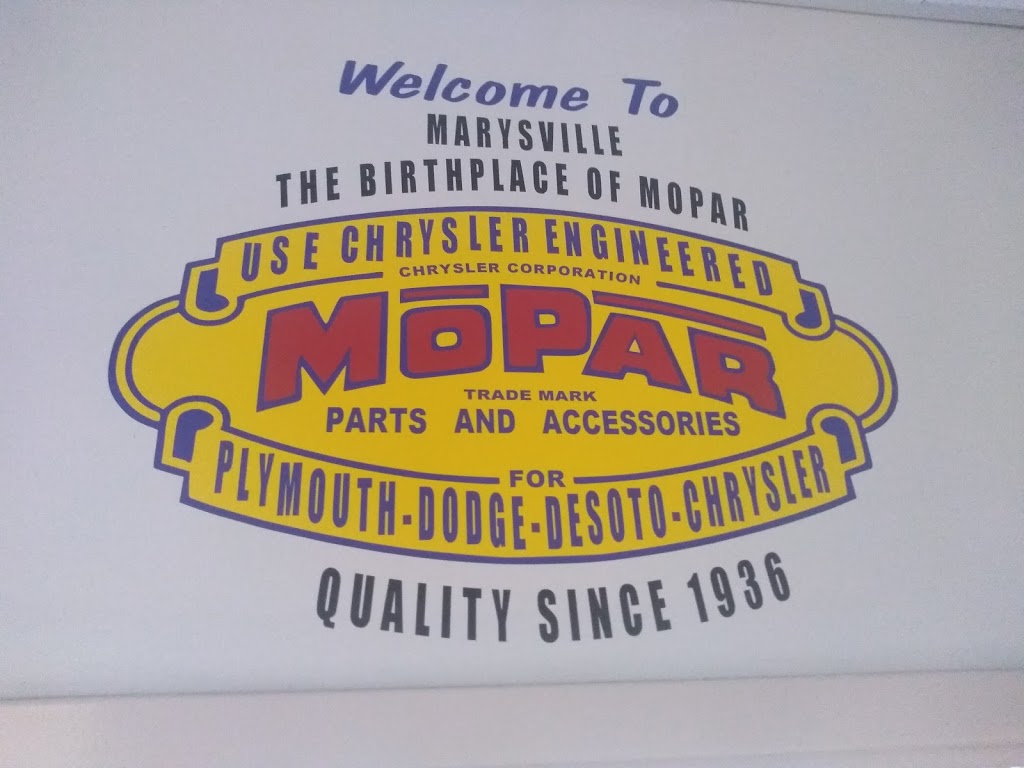 Welcome To
MARYSVILLE
THE BIRTHPLACE OF MOPAR
USE CHRYSLER ENGINEERED
CHRYSLER CORPORATION
MOPAR
TRADE MARK
PARTS AND ACCESSORIES
FOR
PLYMOUTH-DODGE-DESOTO-CHRYSLER
QUALITY SINCE 1936